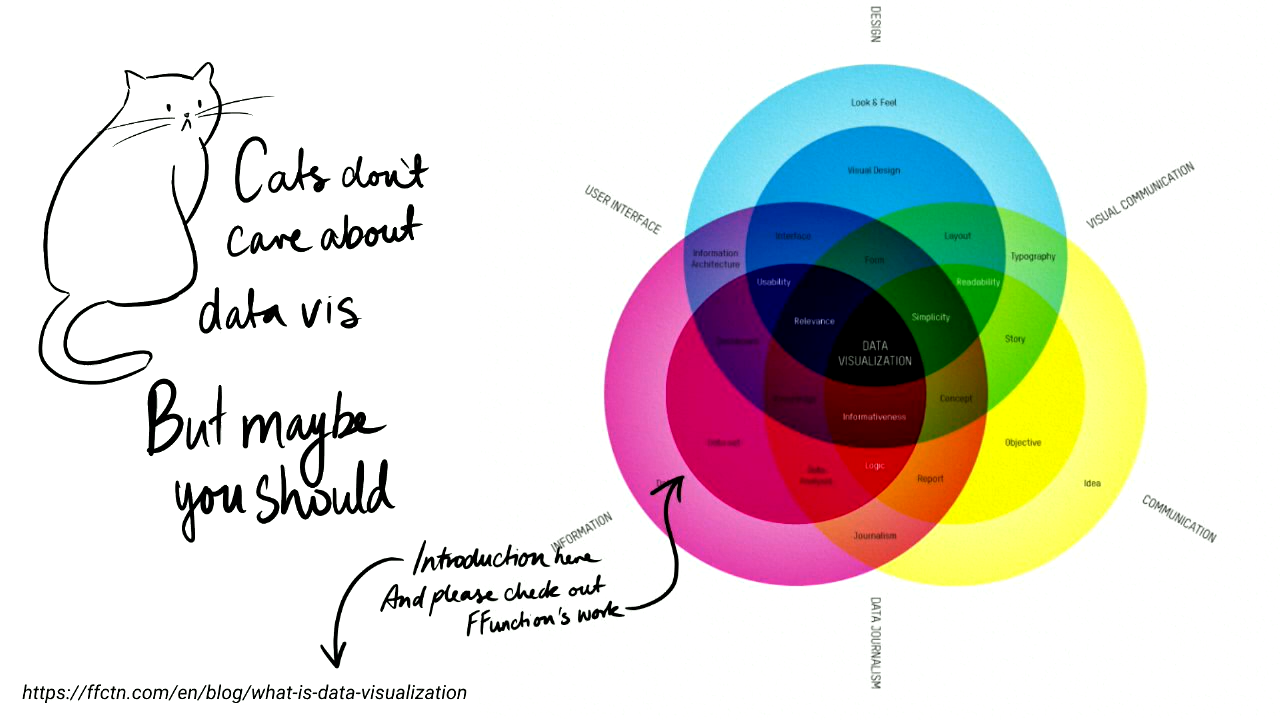 Cats don't
care about
data vis
But maybe
you should
Introduction here
And please check out
FFunction's work
https://ffctn.com/en/blog/what-is-data-visualization
DESIGN
USER INTERFACE
VISUAL COMMUNICATION
INFORMATION
COMMUNICATION
DATA JOURNALISM
Look & Feel
Visual Design
Interface
Layout
Information
Architecture
Form
Typography
Usability
Readability
Relevance
Simplicity
Story
DATA
VISUALIZATION
Concept
Informativeness
Objective
Logic
Report
Idea
Journalism